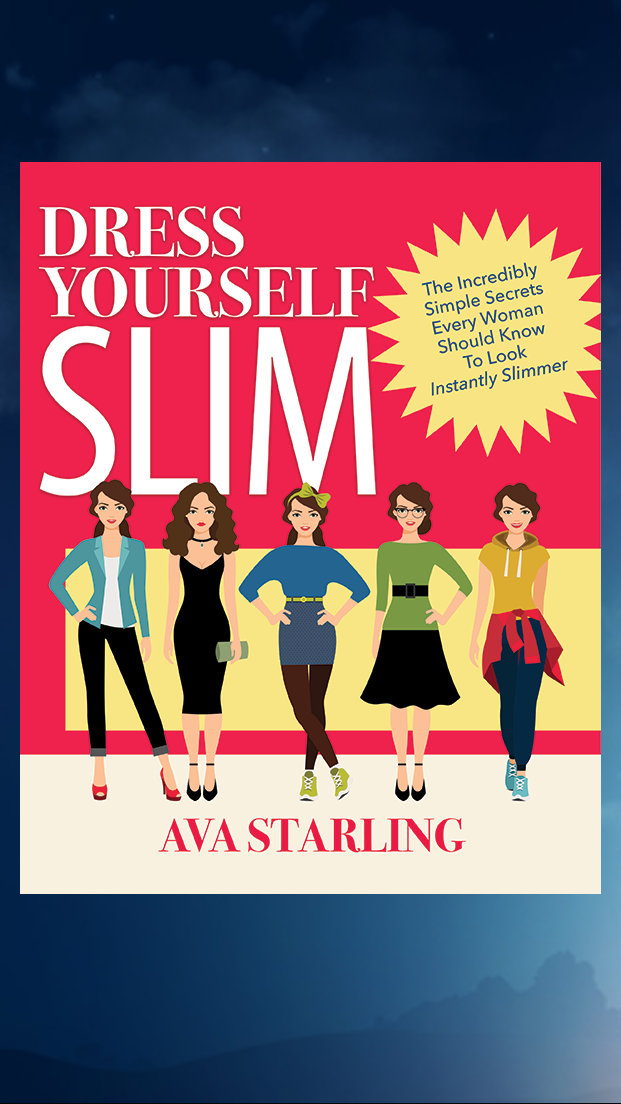 DRESS
YOURSELF
SLIM
The Incredibly
Simple Secrets
Every Woman
Should Know
To Look
Instantly Slimmer
AVA STARLING